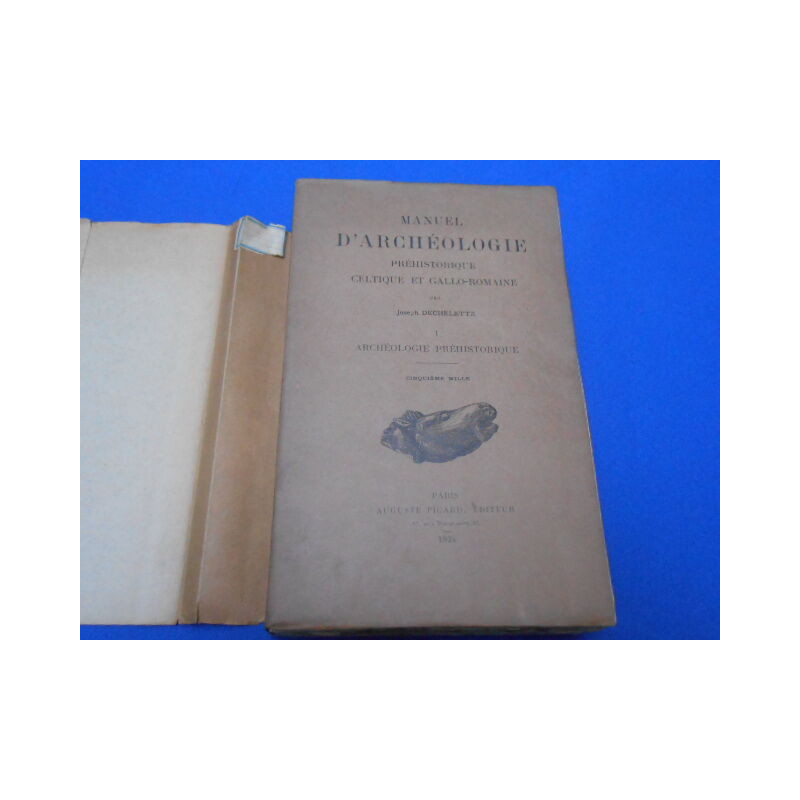 MANUEL
D'ARCHÉOLOGIE
PRÉHISTORIQUE
CELTIQUE ET GALLO-ROMAINE
PAR
Joseph DÉCHELETTE
I
ARCHÉOLOGIE PRÉHISTORIQUE
CINQUIÈME MILLE
PARIS
AUGUSTE PICARD, ÉDITEUR